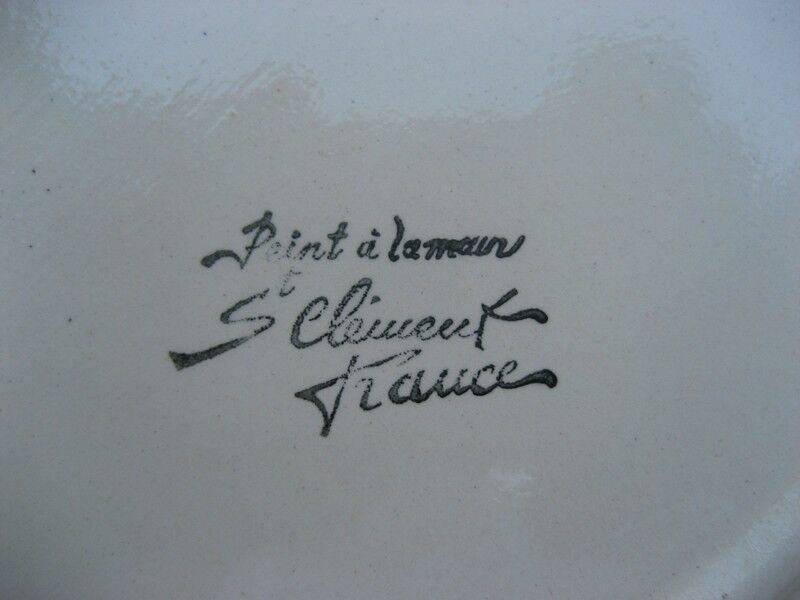 Peint à la main
St Clément
France